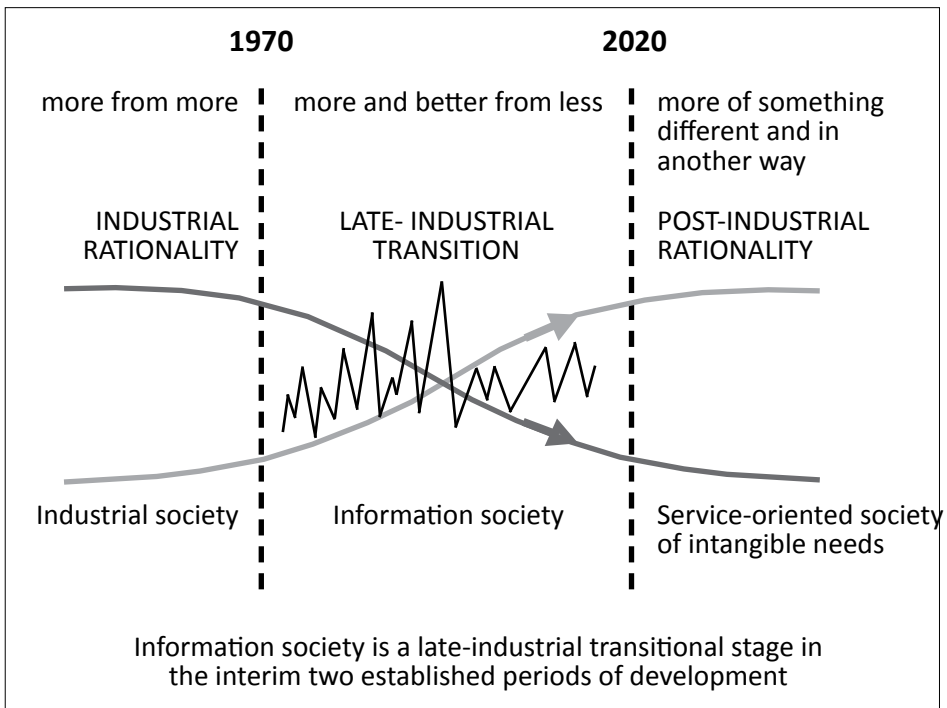 1970
2020
more from more
more and better from less
more of something
different and in
another way
INDUSTRIAL
RATIONALITY
LATE- INDUSTRIAL
TRANSITION
POST-INDUSTRIAL
RATIONALITY
Industrial society
Information society
Service-oriented society
of intangible needs
Information society is a late-industrial transitional stage in
the interim two established periods of development